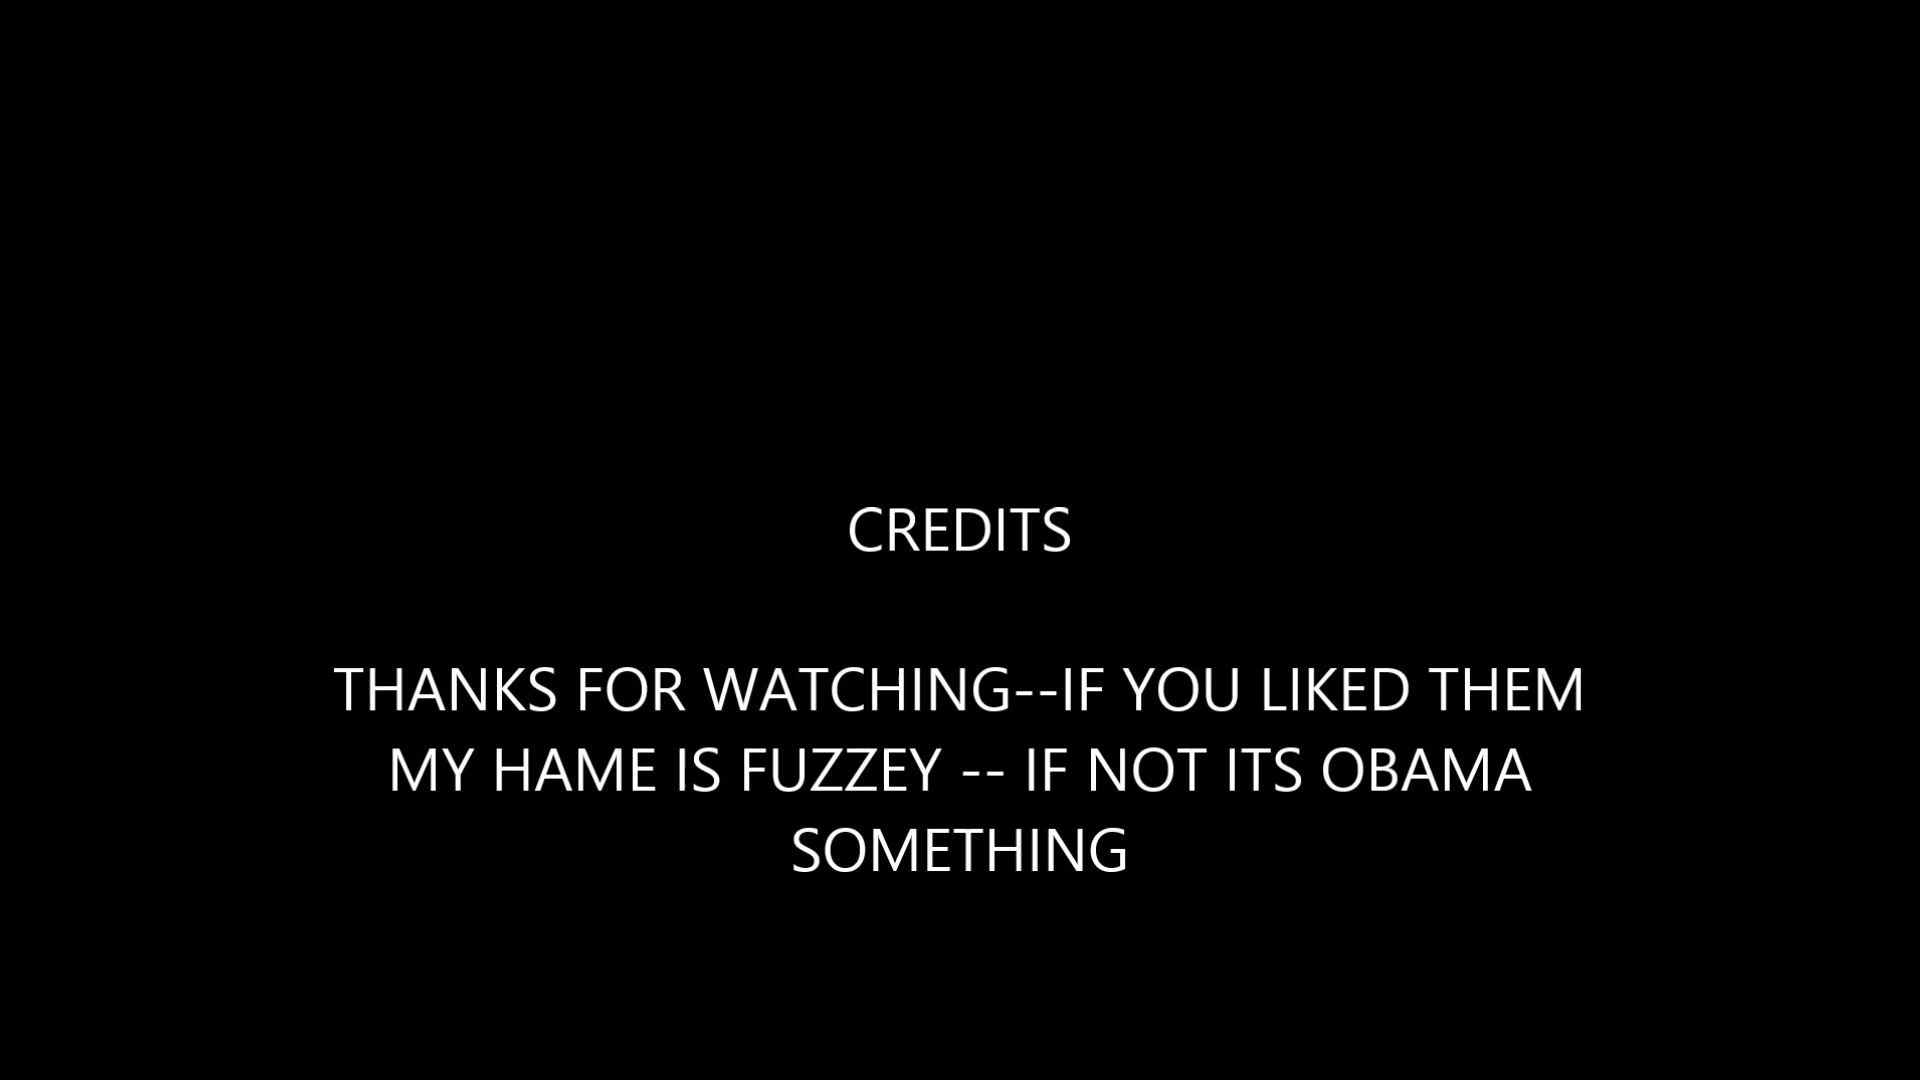 CREDITS
THANKS FOR WATCHING--IF YOU LIKED THEM
MY HAME IS FUZZEY -- IF NOT ITS OBAMA
SOMETHING